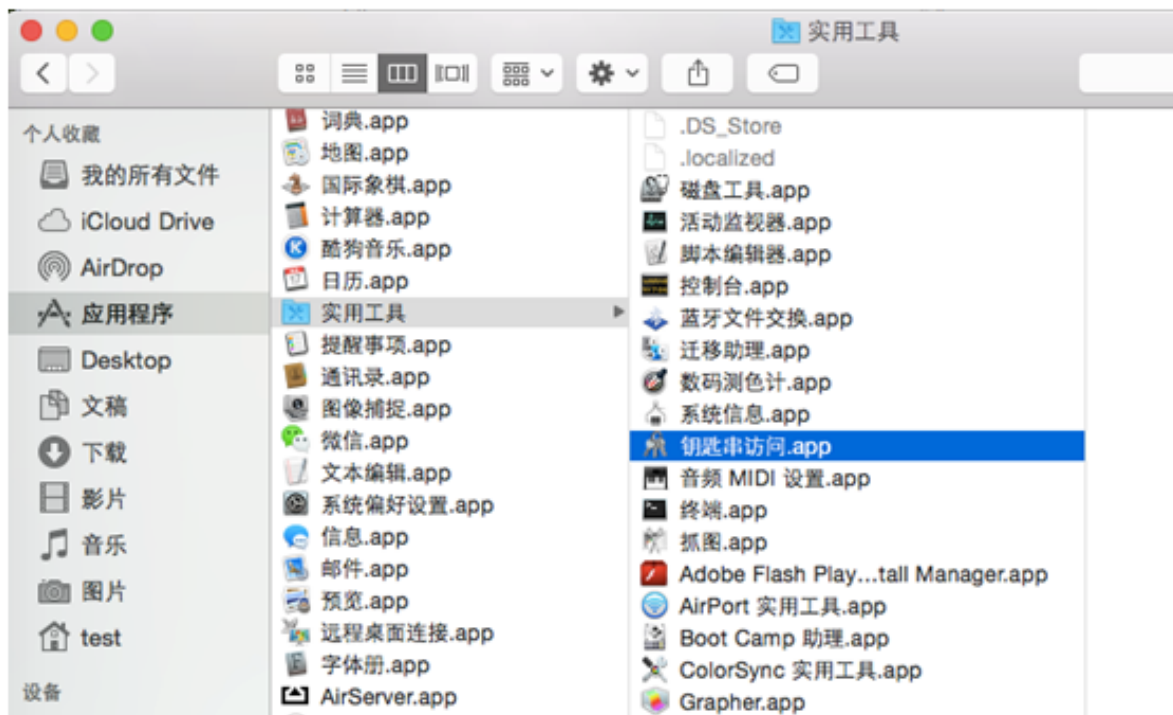 实用工具
个人收藏
我的所有文件
iCloud Drive
AirDrop
应用程序
Desktop
文稿
下载
影片
音乐
图片
test
设备
词典.app
地图.app
国际象棋.app
计算器.app
酷狗音乐.app
日历.app
实用工具
提醒事项.app
通讯录.app
图像捕捉.app
微信.app
文本编辑.app
系统偏好设置.app
信息.app
邮件.app
预览.app
远程桌面连接.app
字体册.app
AirServer.app
.DS_Store
.localized
磁盘工具.app
活动监视器.app
脚本编辑器.app
控制台.app
蓝牙文件交换.app
迁移助理.app
数码测色计.app
系统信息.app
钥匙串访问.app
音频 MIDI 设置.app
终端.app
抓图.app
Adobe Flash Play...tall Manager.app
AirPort 实用工具.app
Boot Camp 助理.app
ColorSync 实用工具.app
Grapher.app